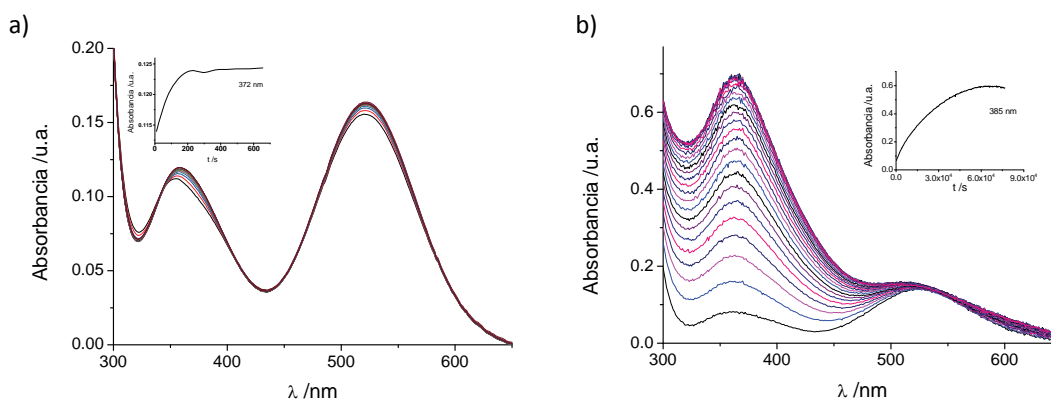 a)
0.20
0.15
0.10
0.05
0.00
300
400
500
600
Absorbancia /u.a.
λ /nm
0.125
0.120
0.115
Absorbancia /u.a.
0
200
400
600
t /s
372 nm
b)
0.6
0.4
0.2
0.0
300
400
500
600
Absorbancia /u.a.
λ /nm
0.6
0.4
0.2
0.0
Absorbancia /u.a.
0.0
3.0x10⁴
6.0x10⁴
9.0x10⁴
t /s
385 nm